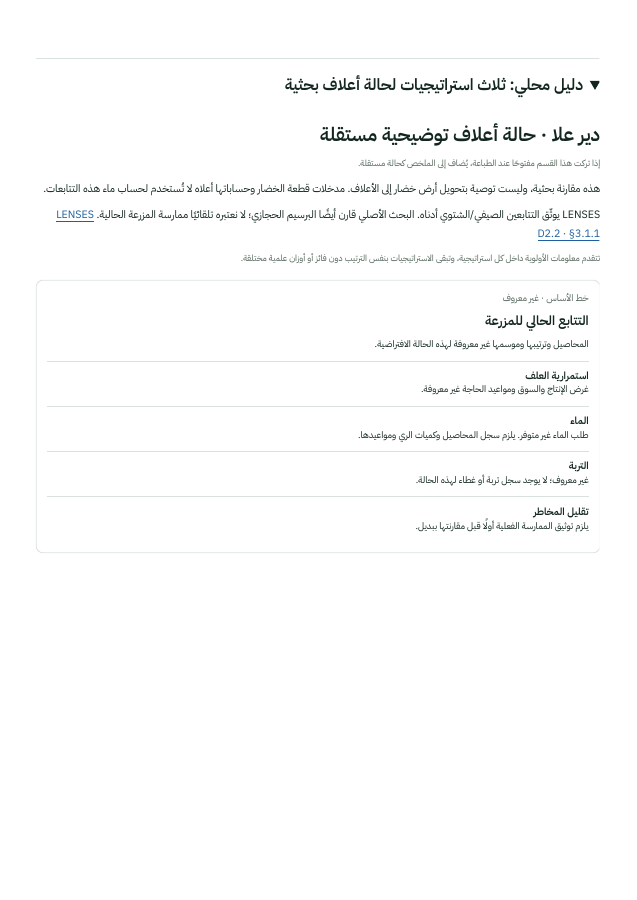 ▼ دليل محلي: ثلاث استراتيجيات لحالة أعلاف بحثية
دير علا · حالة أعلاف توضيحية مستقلة
إذا تركت هذا القسم مفتوحًا عند الطباعة، يُضاف إلى الملخص كحالة مستقلة.
هذه مقارنة بحثية، وليست توصية بتحويل أرض خضار إلى الأعلاف. مدخلات قطعة الخضار وحساباتها أعلاه لا تُستخدم لحساب ماء هذه التتابعات.
LENSES يوثّق التتابعين الصيفي/الشتوي أدناه. البحث الأصلي قارن أيضًا البرسيم الحجازي؛ لا نعتبره تلقائيًا ممارسة المزرعة الحالية. LENSES
D2.2 · §3.1.1
تتقدم معلومات الأولوية داخل كل استراتيجية، وتبقى الاستراتيجيات بنفس الترتيب دون فائز أو أوزان علمية مختلقة.
خط الأساس · غير معروف
التتابع الحالي للمزرعة
المحاصيل وترتيبها وموسمها غير معروفة لهذه الحالة الافتراضية.
استمرارية العلف
غرض الإنتاج والسوق ومواعيد الحاجة غير معروفة.
الماء
طلب الماء غير متوفر. يلزم سجل المحاصيل وكميات الري ومواعيدها.
التربة
غير معروف؛ لا يوجد سجل تربة أو غطاء لهذه الحالة.
تقليل المخاطر
يلزم توثيق الممارسة الفعلية أولًا قبل مقارنتها ببديل.